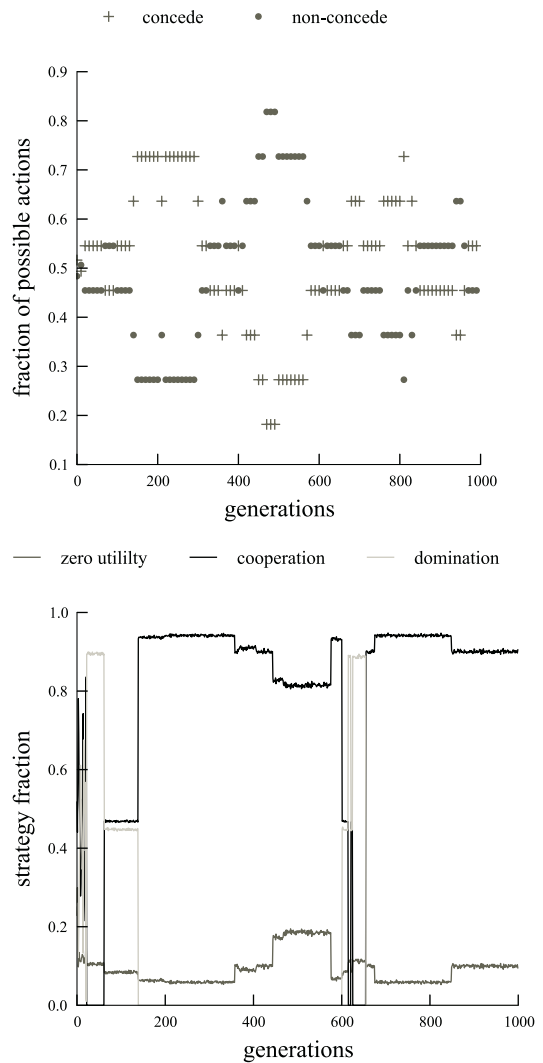 concede non-concede
0.9
0.8
0.7
0.6
0.5
0.4
0.3
0.2
0.1
fraction of possible actions
0 200 400 600 800 1000
generations
zero utililty cooperation domination
1.0
0.8
0.6
0.4
0.2
0.0
strategy fraction
0 200 400 600 800 1000
generations